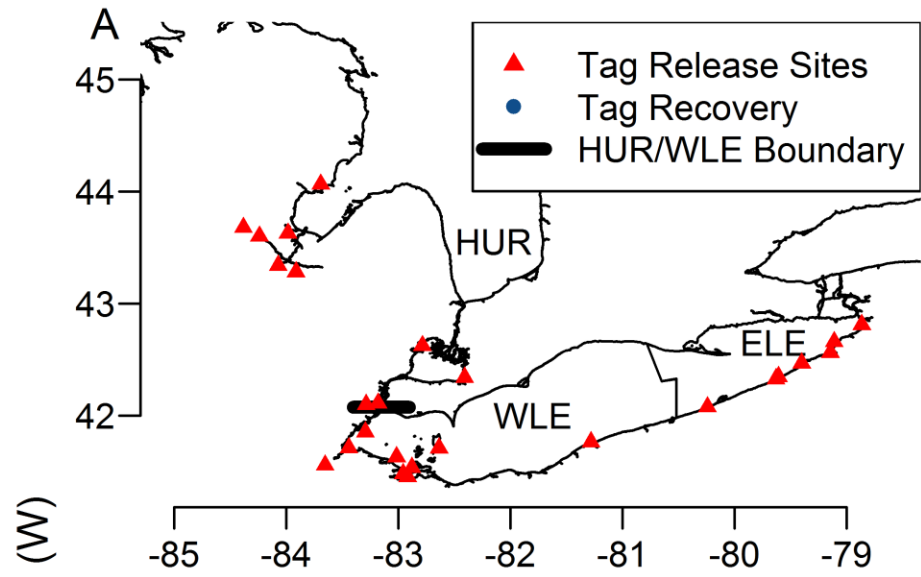 A
Tag Release Sites
Tag Recovery
HUR/WLE Boundary
45
44
43
42
HUR
ELE
WLE
(W)
-85 -84 -83 -82 -81 -80 -79